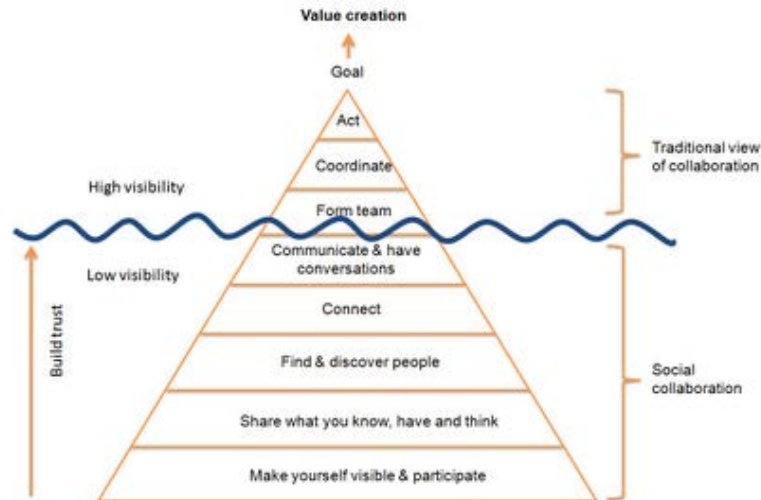 Value creation
Goal
Act
Coordinate
Form team
Communicate & have
conversations
Connect
Find & discover people
Share what you know, have and think
Make yourself visible & participate
High visibility
Low visibility
Build trust
Traditional view
of collaboration
Social
collaboration